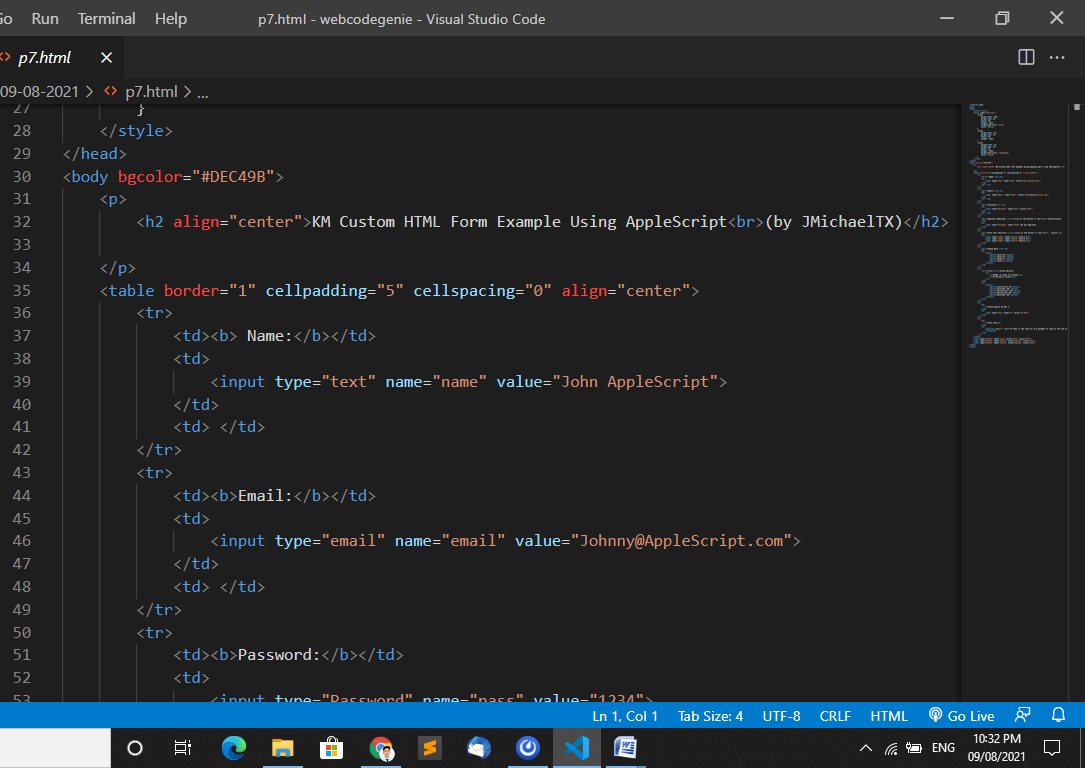 Go Run Terminal Help p7.html - webcodegenie - Visual Studio Code
<> p7.html
09-08-2021 > <> p7.html > ...
27 }
28 </style>
29 </head>
30 <body bgcolor="#DEC49B">
31 <p>
32 <h2 align="center">KM Custom HTML Form Example Using AppleScript<br>(by JMichaelTX)</h2>
33
34 </p>
35 <table border="1" cellpadding="5" cellspacing="0" align="center">
36 <tr>
37 <td><b> Name:</b></td>
38 <td>
39 <input type="text" name="name" value="John AppleScript">
40 </td>
41 <td> </td>
42 </tr>
43 <tr>
44 <td><b>Email:</b></td>
45 <td>
46 <input type="email" name="email" value="Johnny@AppleScript.com">
47 </td>
48 <td> </td>
49 </tr>
50 <tr>
51 <td><b>Password:</b></td>
52 <td>
53 <input type="Password" name="pass" value="1234">
Ln 1, Col 1 Tab Size: 4 UTF-8 CRLF HTML Go Live
ENG 10:32 PM
09/08/2021